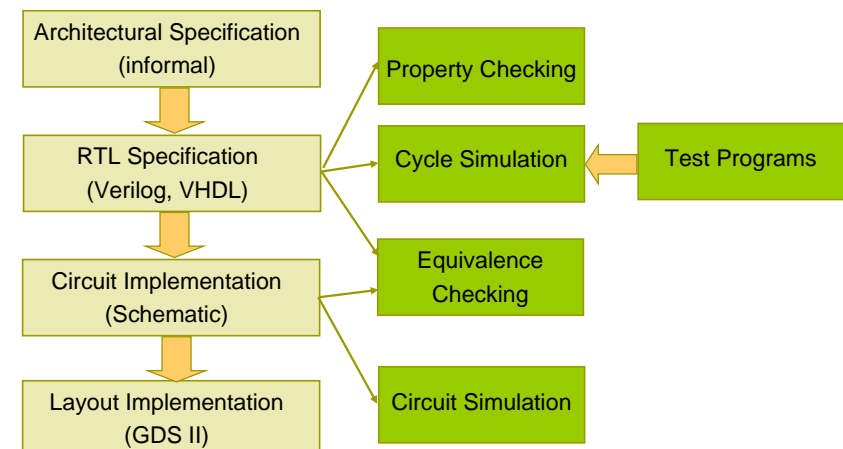 Architectural Specification
(informal)
Property Checking
RTL Specification
(Verilog, VHDL)
Cycle Simulation
Test Programs
Circuit Implementation
(Schematic)
Equivalence
Checking
Layout Implementation
(GDS II)
Circuit Simulation